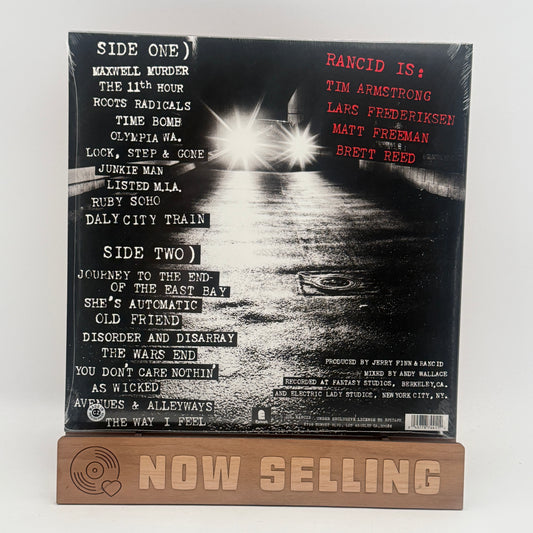 SIDE ONE)
MAXWELL MURDER
THE 11th HOUR
ROOTS RADICALS
TIME BOMB
OLYMPIA WA.
LOCK, STEP & GONE
JUNKIE MAN
LISTED M.I.A.
RUBY SOHO
DALY CITY TRAIN
SIDE TWO)
JOURNEY TO THE END
OF THE EAST BAY
SHE'S AUTOMATIC
OLD FRIEND
DISORDER AND DISARRAY
THE WARS END
YOU DON'T CARE NOTHIN'
AS WICKED
AVENUES & ALLEYWAYS
THE WAY I FEEL
RANCID IS:
TIM ARMSTRONG
LARS FREDERIKSEN
MATT FREEMAN
BRETT REED
PRODUCED BY JERRY FINN & RANCID
MIXED BY ANDY WALLACE
RECORDED AT FANTASY STUDIOS, BERKELEY, CA.
AND ELECTRIC LADY STUDIOS, NEW YORK CITY, NY.
NOW SELLING